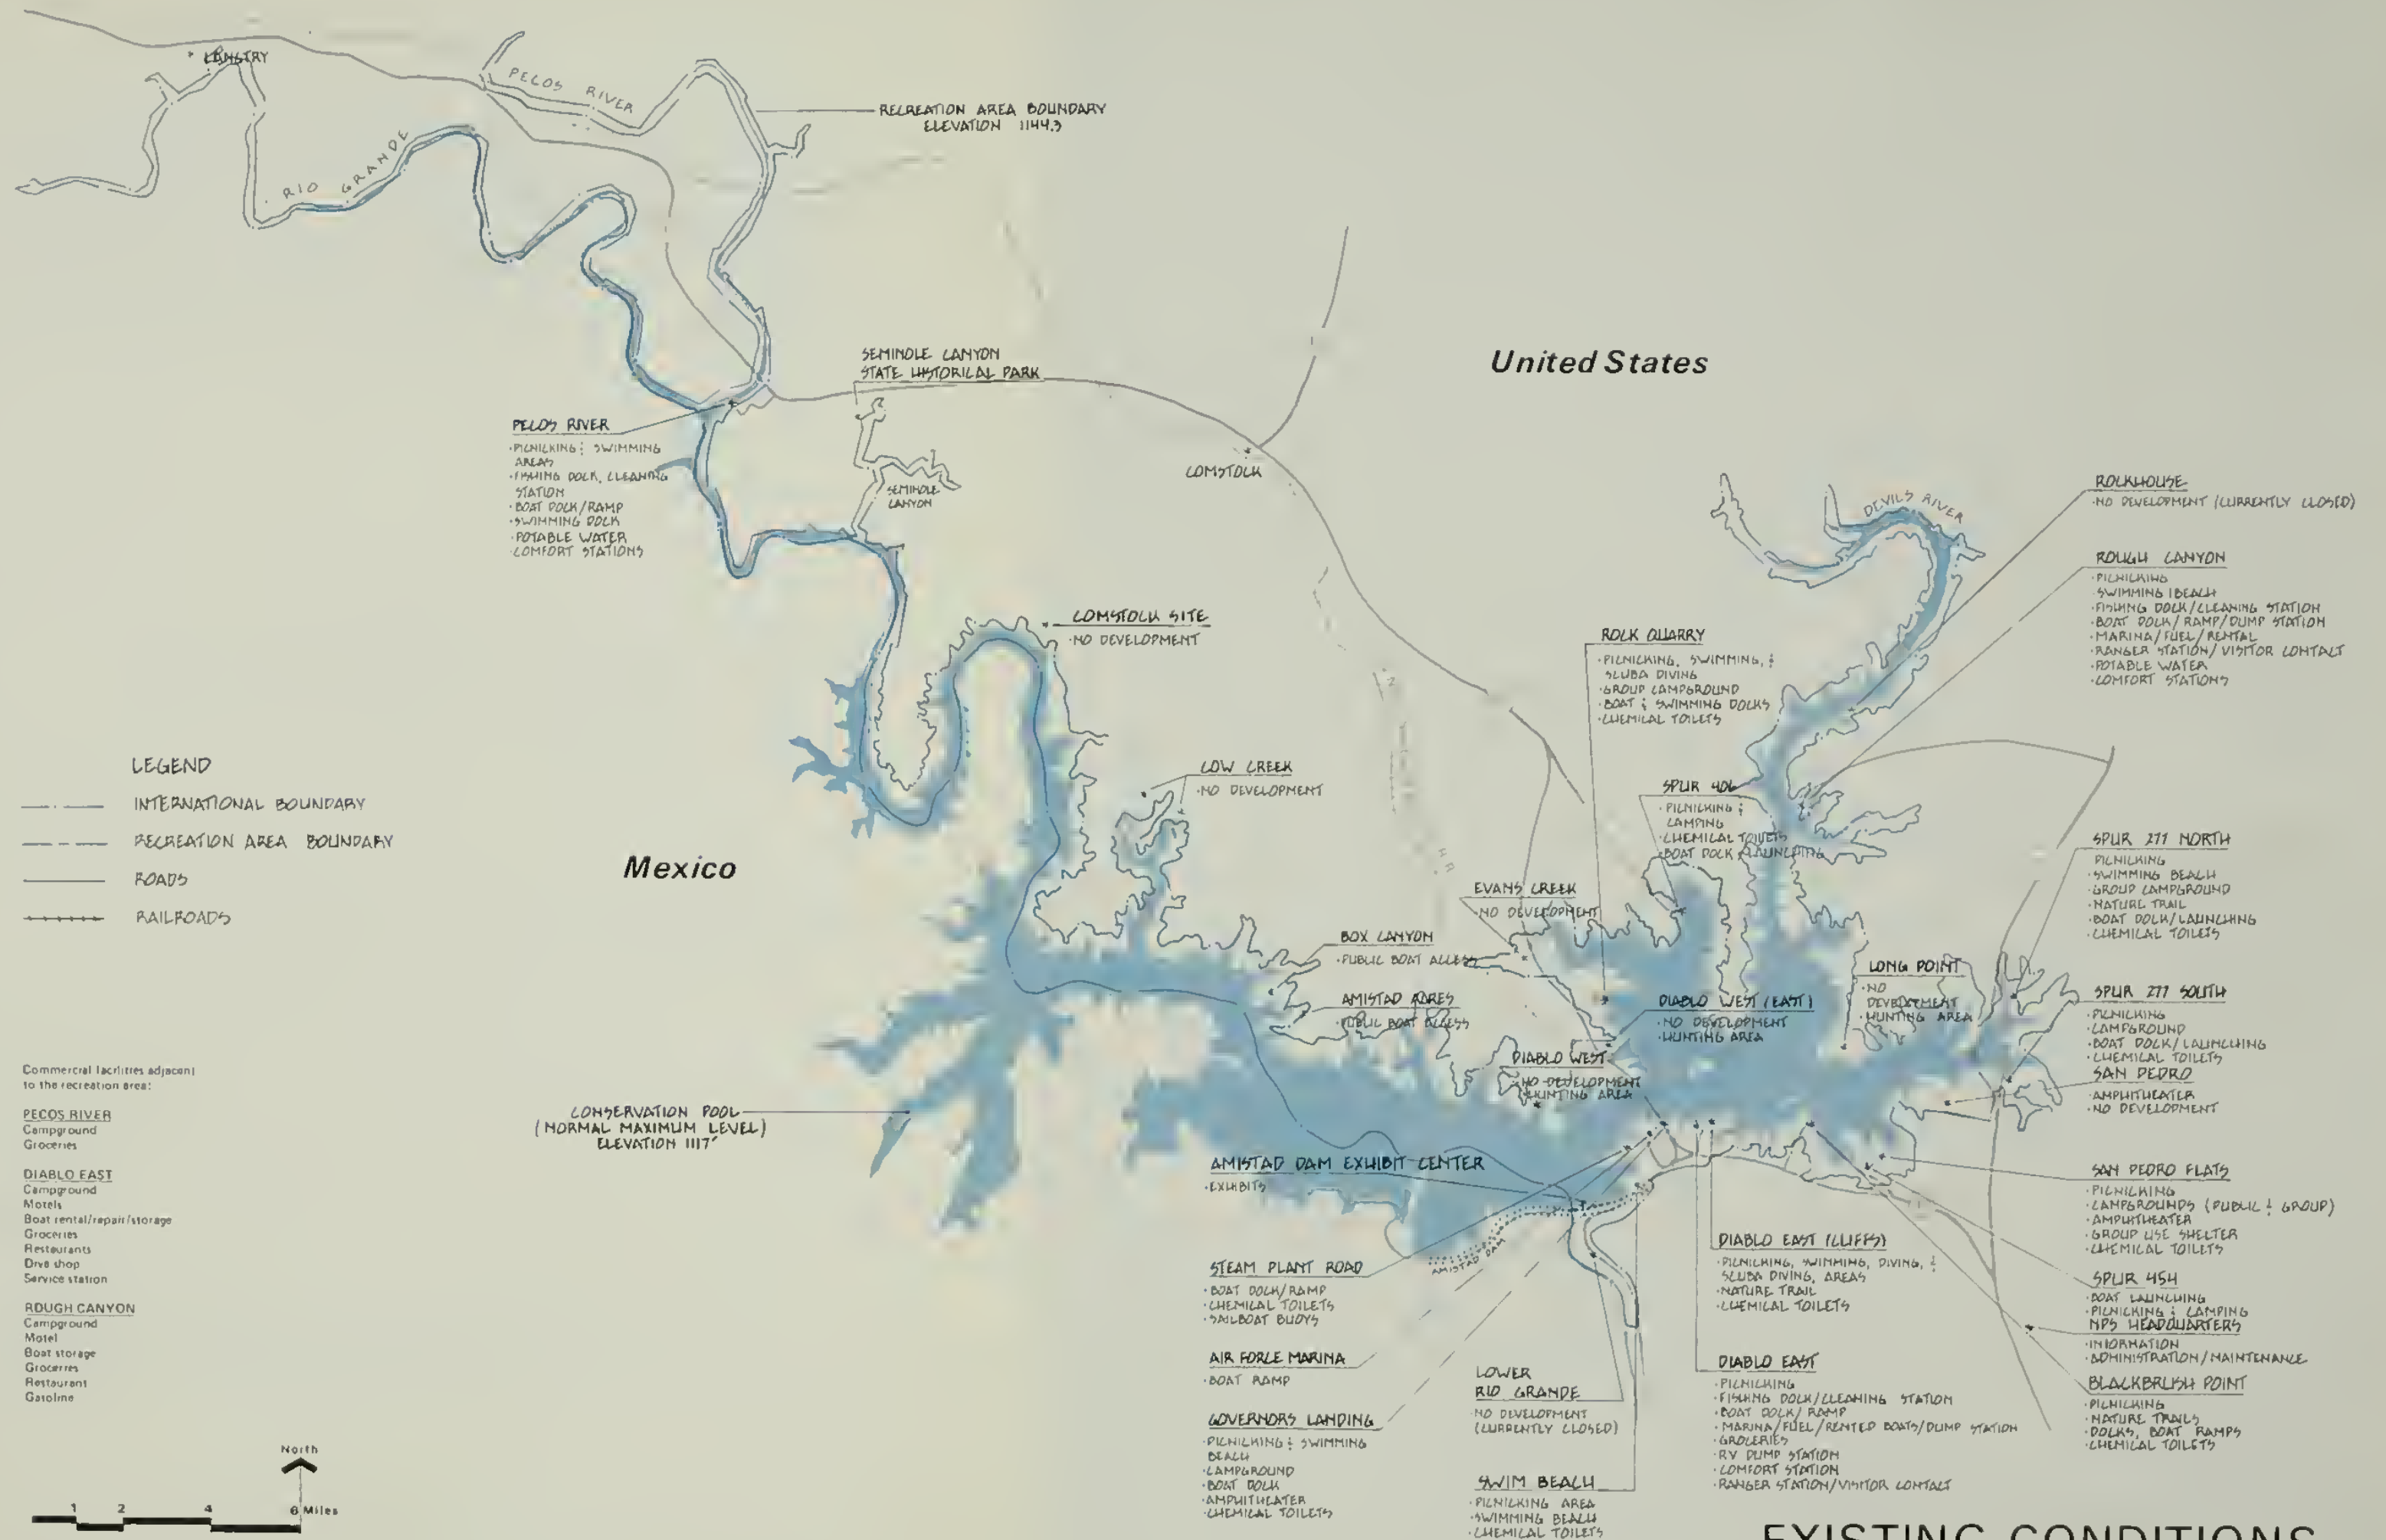 LANGTRY
PECOS RIVER
RIO GRANDE
RECREATION AREA BOUNDARY
ELEVATION 1144.3
SEMINOLE CANYON
STATE HISTORICAL PARK
United States
PECOS RIVER
·PICNICKING & SWIMMING
AREAS
·FISHING DOCK, CLEANING
STATION
·BOAT DOCK/RAMP
·SWIMMING DOCK
·POTABLE WATER
·COMFORT STATIONS
SEMINOLE
CANYON
COMSTOCK
DEVILS RIVER
ROCKHOUSE
·NO DEVELOPMENT (CURRENTLY CLOSED)
ROUGH CANYON
·PICNICKING
·SWIMMING BEACH
·FISHING DOCK/CLEANING STATION
·BOAT DOCK/RAMP/DUMP STATION
·MARINA/FUEL/RENTAL
·RANGER STATION/VISITOR CONTACT
·POTABLE WATER
·COMFORT STATIONS
COMSTOCK SITE
·NO DEVELOPMENT
ROCK QUARRY
·PICNICKING, SWIMMING, &
SCUBA DIVING
·GROUP CAMPGROUND
·BOAT & SWIMMING DOCKS
·CHEMICAL TOILETS
LEGEND
INTERNATIONAL BOUNDARY
RECREATION AREA BOUNDARY
ROADS
RAILROADS
Mexico
COW CREEK
·NO DEVELOPMENT
SPUR 406
·PICNICKING &
CAMPING
·CHEMICAL TOILETS
·BOAT DOCK/LAUNCHING
SPUR 277 NORTH
PICNICKING
·SWIMMING BEACH
·GROUP CAMPGROUND
·NATURE TRAIL
·BOAT DOCK/LAUNCHING
·CHEMICAL TOILETS
EVANS CREEK
·NO DEVELOPMENT
BOX CANYON
·PUBLIC BOAT ACCESS
AMISTAD ACRES
·PUBLIC BOAT ACCESS
DIABLO WEST (EAST)
·NO DEVELOPMENT
·HUNTING AREA
LONG POINT
·NO
DEVELOPMENT
·HUNTING AREA
SPUR 277 SOUTH
·PICNICKING
·CAMPGROUND
·BOAT DOCK/LAUNCHING
·CHEMICAL TOILETS
SAN PEDRO
·AMPHITHEATER
·NO DEVELOPMENT
DIABLO WEST
·NO DEVELOPMENT
·HUNTING AREA
CONSERVATION POOL
(NORMAL MAXIMUM LEVEL)
ELEVATION 1117'
AMISTAD DAM EXHIBIT CENTER
·EXHIBITS
AMISTAD DAM
SAN PEDRO FLATS
·PICNICKING
·CAMPGROUNDS (PUBLIC & GROUP)
·AMPHITHEATER
·GROUP USE SHELTER
·CHEMICAL TOILETS
STEAM PLANT ROAD
·BOAT DOCK/RAMP
·CHEMICAL TOILETS
·SAILBOAT BUOYS
DIABLO EAST (CLIFFS)
·PICNICKING, SWIMMING, DIVING, &
SCUBA DIVING, AREAS
·NATURE TRAIL
·CHEMICAL TOILETS
SPUR 454
·BOAT LAUNCHING
·PICNICKING & CAMPING
NPS HEADQUARTERS
·INFORMATION
·ADMINISTRATION/MAINTENANCE
AIR FORCE MARINA
·BOAT RAMP
LOWER
RIO GRANDE
·NO DEVELOPMENT
(CURRENTLY CLOSED)
DIABLO EAST
·PICNICKING
·FISHING DOCK/CLEANING STATION
·BOAT DOCK/RAMP
·MARINA/FUEL/RENTED BOATS/DUMP STATION
·GROCERIES
·RV DUMP STATION
·COMFORT STATION
·RANGER STATION/VISITOR CONTACT
BLACKBRUSH POINT
·PICNICKING
·NATURE TRAILS
·DOCKS, BOAT RAMPS
·CHEMICAL TOILETS
GOVERNORS LANDING
·PICNICKING & SWIMMING
BEACH
·CAMPGROUND
·BOAT DOCK
·AMPHITHEATER
·CHEMICAL TOILETS
SWIM BEACH
·PICNICKING AREA
·SWIMMING BEACH
·CHEMICAL TOILETS
Commercial facilities adjacent
to the recreation area:
PECOS RIVER
Campground
Groceries
DIABLO EAST
Campground
Motels
Boat rental/repair/storage
Groceries
Restaurants
Dive shop
Service station
ROUGH CANYON
Campground
Motel
Boat storage
Groceries
Restaurant
Gasoline
North
1 2 4 6 Miles
EXISTING CONDITIONS